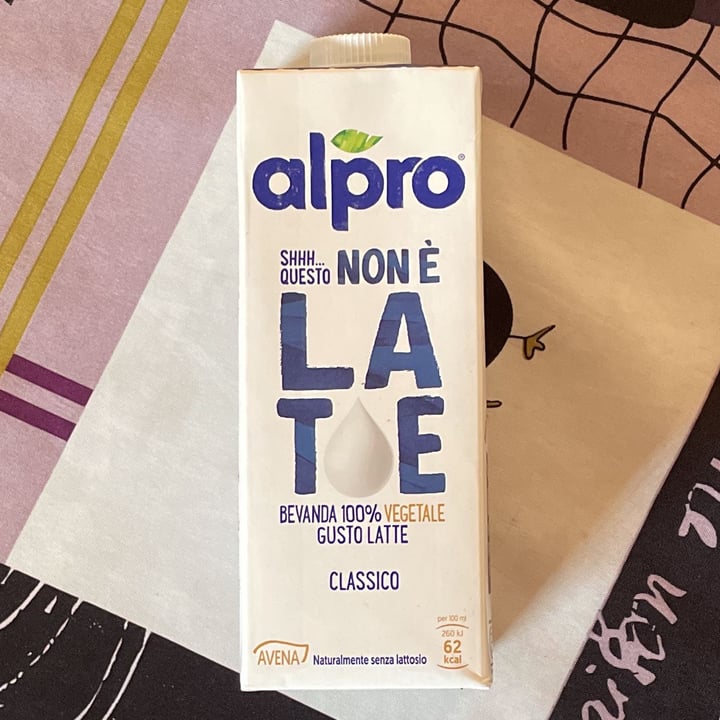 alpro®
SHHH...
QUESTO NON È
LA
T E
BEVANDA 100% VEGETALE
GUSTO LATTE
CLASSICO
per 100 ml
260 kJ
62
kcal
AVENA
Naturalmente senza lattosio